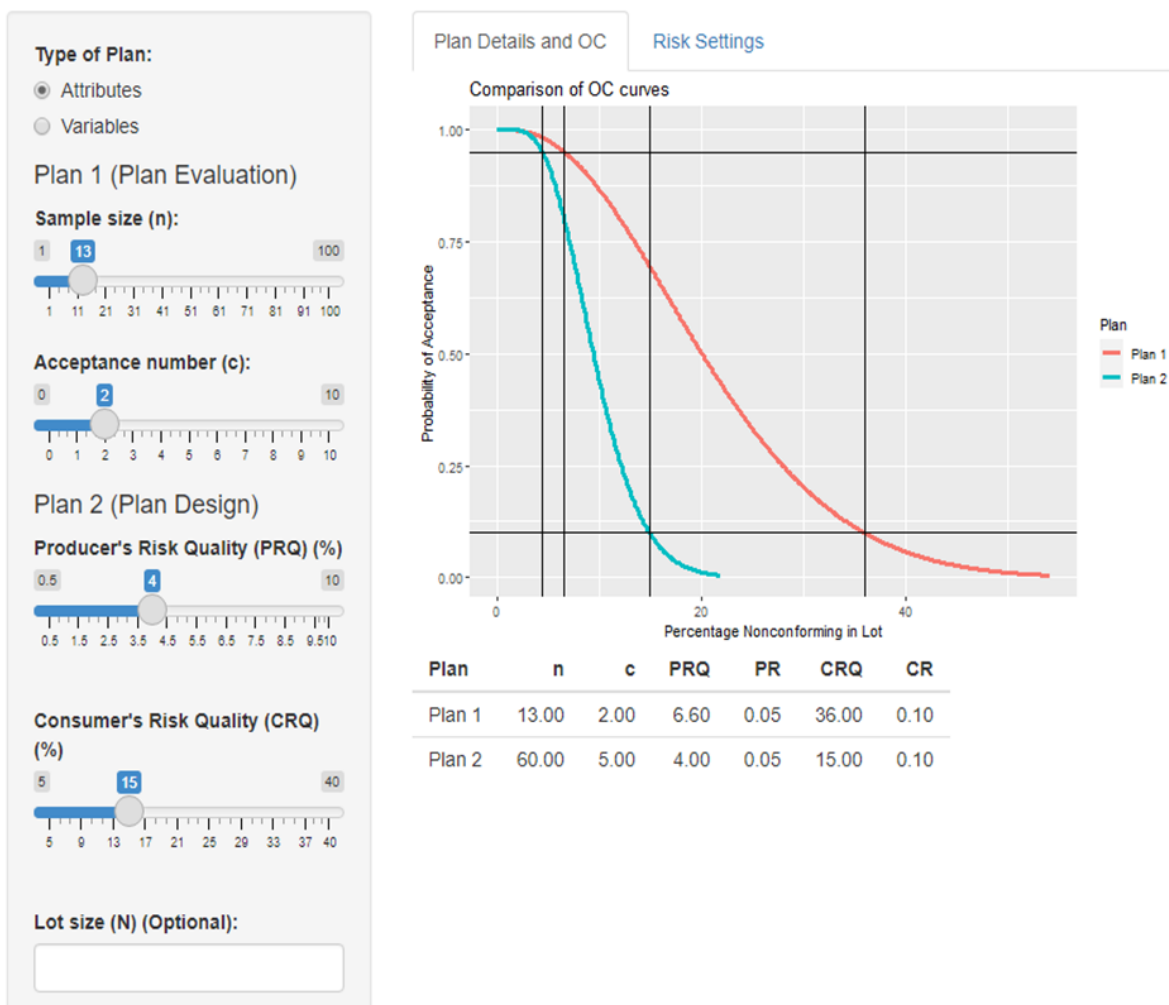 Type of Plan:
Attributes
Variables
Plan 1 (Plan Evaluation)
Sample size (n):
1 13 100
1 11 21 31 41 51 61 71 81 91 100
Acceptance number (c):
0 2 10
0 1 2 3 4 5 6 7 8 9 10
Plan 2 (Plan Design)
Producer's Risk Quality (PRQ) (%)
0.5 4 10
0.5 1.5 2.5 3.5 4.5 5.5 6.5 7.5 8.5 9.510
Consumer's Risk Quality (CRQ)
(%)
5 15 40
5 9 13 17 21 25 29 33 37 40
Lot size (N) (Optional):
Plan Details and OC Risk Settings
Comparison of OC curves
Probability of Acceptance
1.00
0.75
0.50
0.25
0.00
0 20 40
Percentage Nonconforming in Lot
Plan
Plan 1
Plan 2
Plan n c PRQ PR CRQ CR
Plan 1 13.00 2.00 6.60 0.05 36.00 0.10
Plan 2 60.00 5.00 4.00 0.05 15.00 0.10